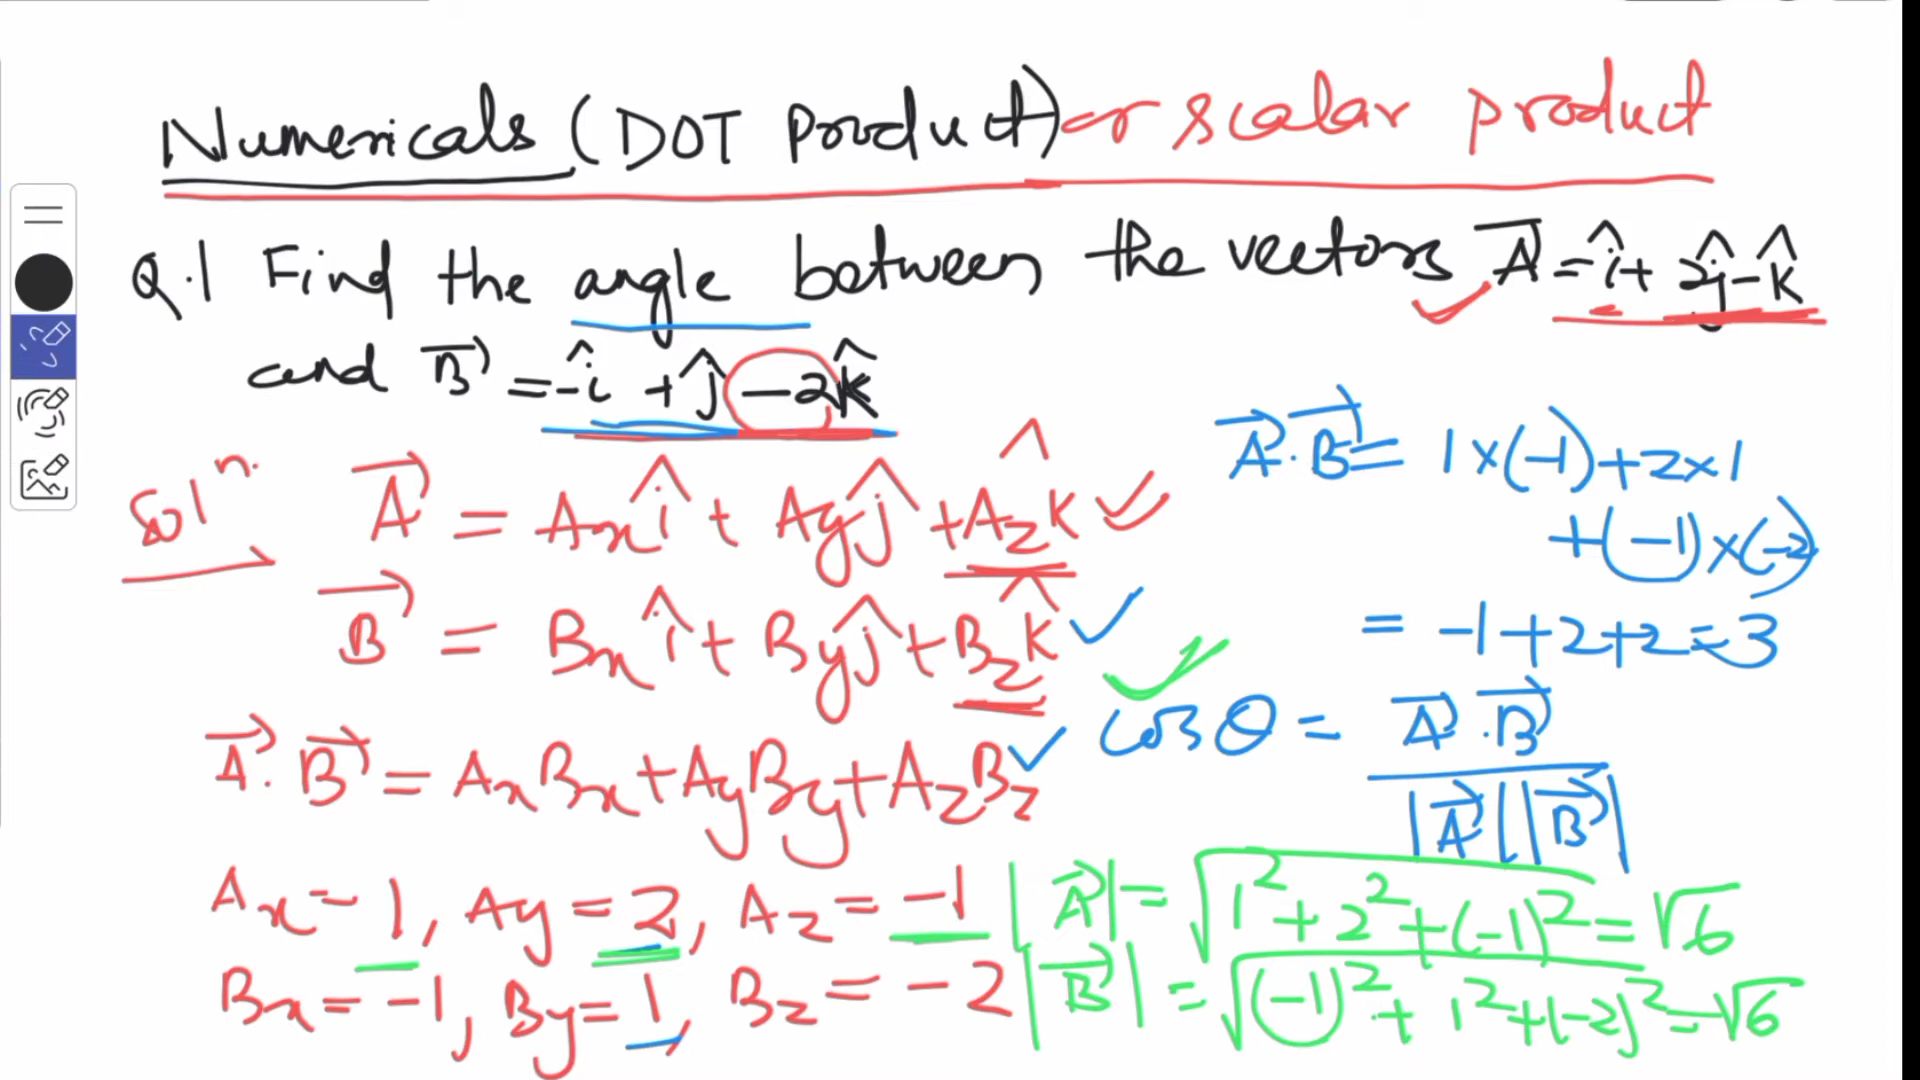 Numericals (DOT Product) or scalar product
Q.1 Find the angle between the vectors A⃗ = î + 2ĵ - k̂
and B⃗ = -î + ĵ - 2k̂
Solⁿ. A⃗ = Axî + Ayĵ + Azk̂
B⃗ = Bxî + Byĵ + Bzk̂
A⃗.B⃗ = AxBx + AyBy + AzBz
Ax = 1, Ay = 2, Az = -1
Bx = -1, By = 1, Bz = -2
A⃗.B⃗ = 1×(-1)+2×1
+(-1)×(-2)
= -1+2+2=3
cosθ = A⃗.B⃗ / |A⃗||B⃗|
|A⃗| = √1²+2²+(-1)² = √6
|B⃗| = √(-1)²+1²+(-2)² = √6